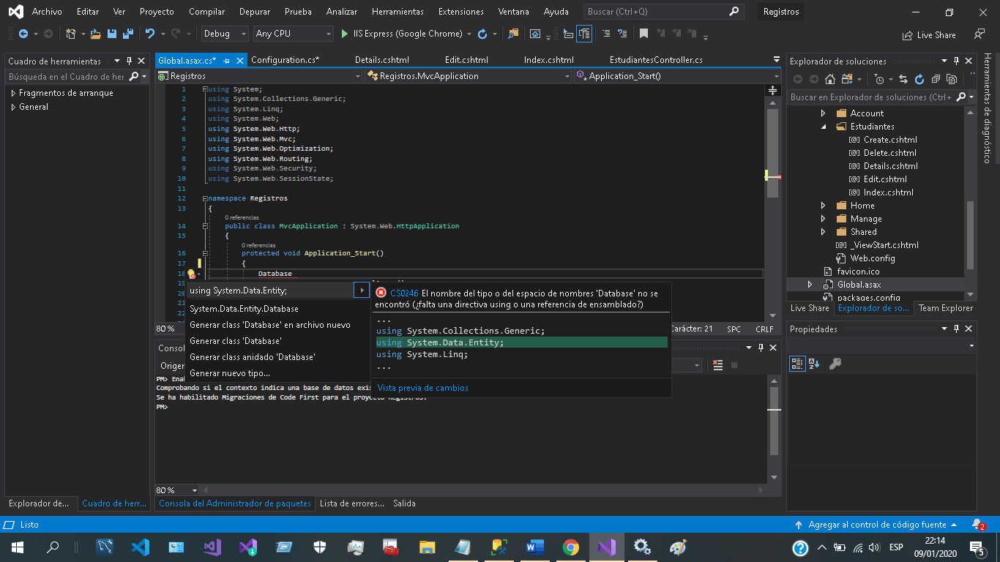 Archivo Editar Ver Proyecto Compilar Depurar Prueba Analizar Herramientas Extensiones Ventana Ayuda Buscar (Ctrl+Q) Registros
Debug Any CPU IIS Express (Google Chrome) Live Share
Cuadro de herramientas
Búsqueda en el Cuadro de her
Fragmentos de arranque
General
Global.asax.cs* Configuration.cs* Details.cshtml Edit.cshtml Index.cshtml EstudiantesController.cs
Registros Registros.MvcApplication Application_Start()
1 using System;
2 using System.Collections.Generic;
3 using System.Linq;
4 using System.Web;
5 using System.Web.Http;
6 using System.Web.Mvc;
7 using System.Web.Optimization;
8 using System.Web.Routing;
9 using System.Web.Security;
10 using System.Web.SessionState;
11
12 namespace Registros
13 {
0 referencias
14 public class MvcApplication : System.Web.HttpApplication
15 {
0 referencias
16 protected void Application_Start()
17 {
18 Database
19
20
21
22
using System.Data.Entity;
System.Data.Entity.Database
Generar class 'Database' en archivo nuevo
Generar class 'Database'
Generar class anidado 'Database'
Generar nuevo tipo...
CS0246 El nombre del tipo o del espacio de nombres 'Database' no se
encontró (¿falta una directiva using o una referencia de ensamblado?)
...
using System.Collections.Generic;
using System.Data.Entity;
using System.Linq;
...
Vista previa de cambios
80 % Carácter: 21 SPC CRLF
Consol
Origen
PM> Ena
Comprobando si el contexto indica una base de datos exis
Se ha habilitado Migraciones de Code First para el proyecto Registros.
PM>
80 %
Explorador de... Cuadro de herr... Consola del Administrador de paquetes Lista de errores... Salida
Explorador de soluciones
Buscar en Explorador de soluciones (Ctrl+
Account
Estudiantes
Create.cshtml
Delete.cshtml
Details.cshtml
Edit.cshtml
Index.cshtml
Home
Manage
Shared
_ViewStart.cshtml
Web.config
favicon.ico
Global.asax
packages.config
Live Share Explorador de so... Team Explorer
Propiedades
Herramientas de diagnóstico
Listo Agregar al control de código fuente 2
ESP 22:14
09/01/2020 5